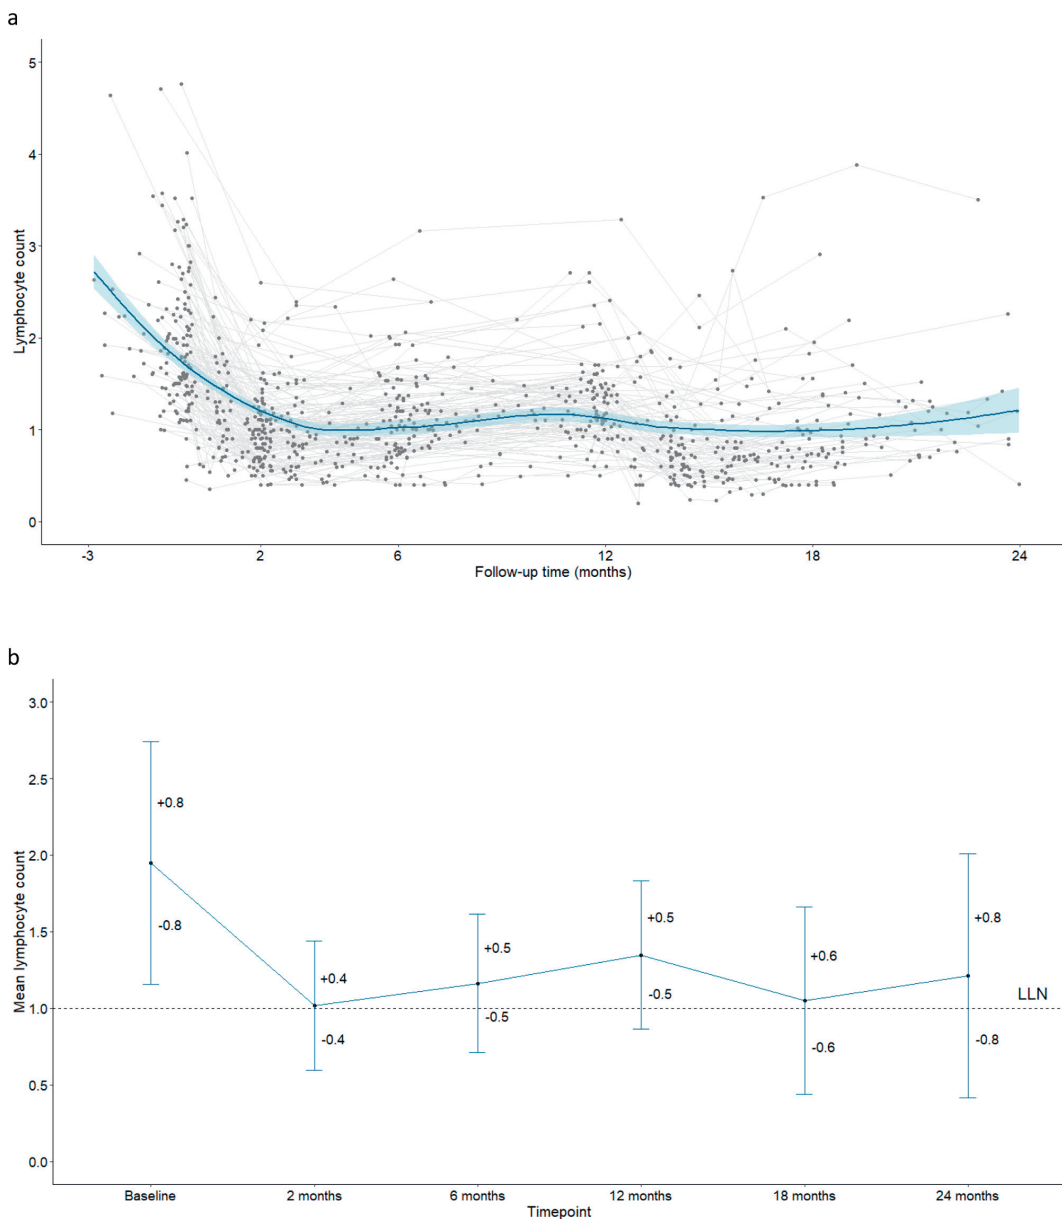 a
5
4
3
2
1
0
Lymphocyte count
-3 2 6 12 18 24
Follow-up time (months)
b
3.0
2.5
2.0
1.5
1.0
0.5
0.0
Mean lymphocyte count
+0.8
-0.8
+0.4
-0.4
+0.5
-0.5
+0.5
-0.5
+0.6
-0.6
+0.8
-0.8
LLN
Baseline 2 months 6 months 12 months 18 months 24 months
Timepoint